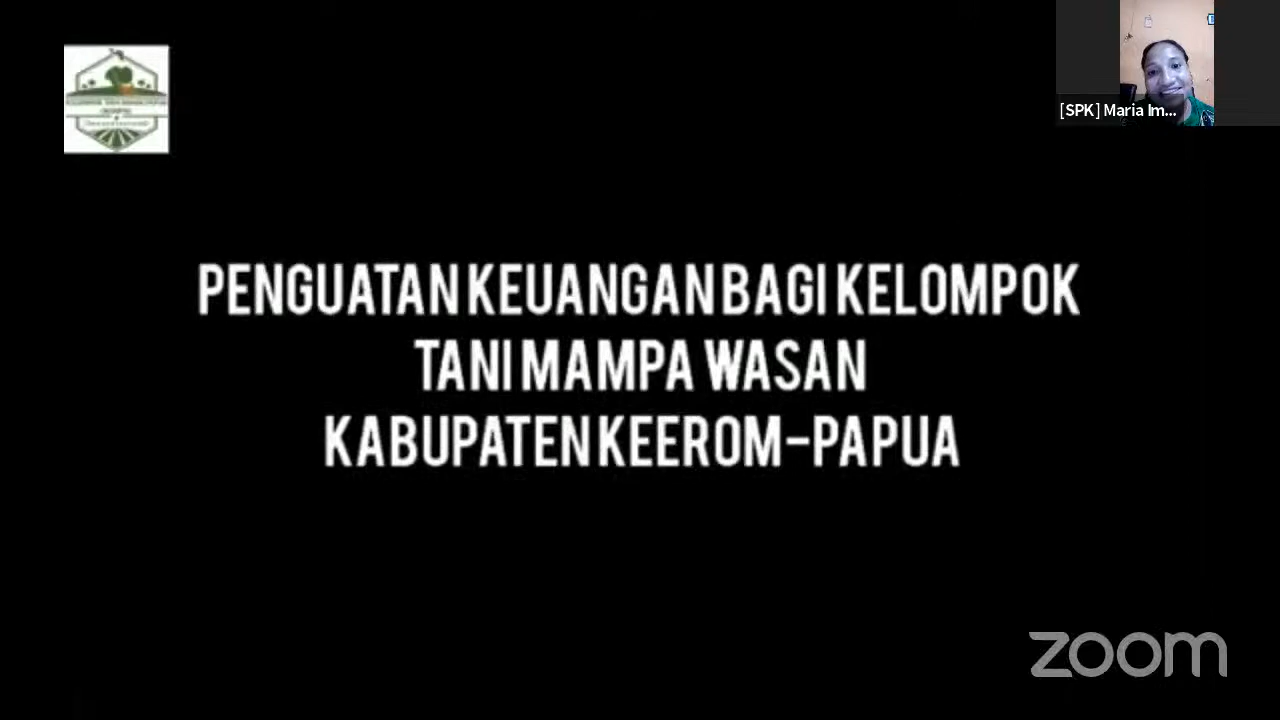 [SPK] Maria Im...
PENGUATAN KEUANGAN BAGI KELOMPOK
TANI MAMPA WASAN
KABUPATEN KEEROM-PAPUA
zoom